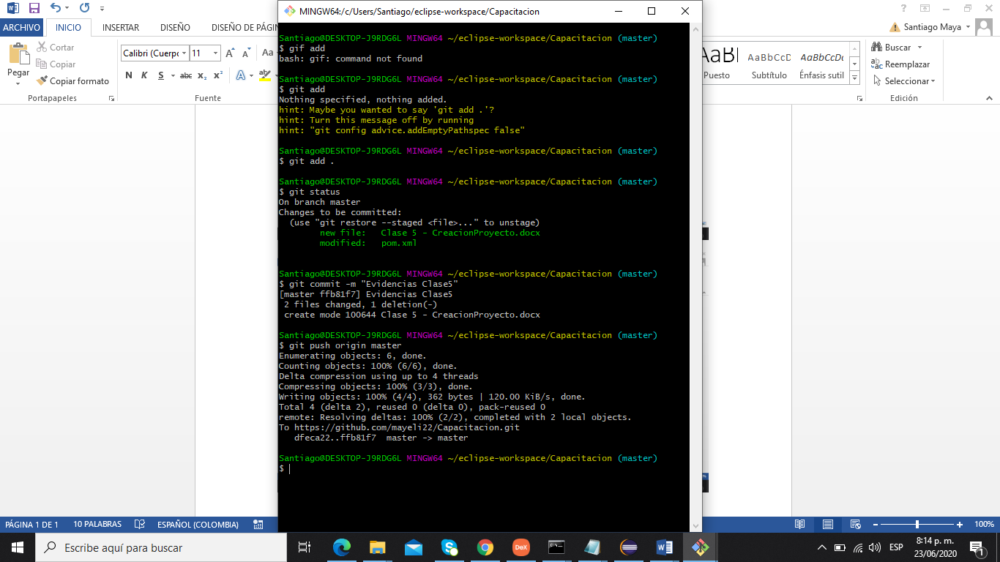 MINGW64:/c/Users/Santiago/eclipse-workspace/Capacitacion
ARCHIVO INICIO INSERTAR DISEÑO DISEÑO DE PÁGIN
Santiago Maya
Cortar
Copiar
Copiar formato
Pegar
Portapapeles
Calibri (Cuerpo 11
Aa
N K S abc x₂ x² A ab
Fuente
AaB AaBbCcD AaBbCcDc
Puesto Subtítulo Énfasis sutil
Buscar
Reemplazar
Seleccionar
Edición
Santiago@DESKTOP-J9RDG6L MINGW64 ~/eclipse-workspace/Capacitacion (master)
$ gif add
bash: gif: command not found
Santiago@DESKTOP-J9RDG6L MINGW64 ~/eclipse-workspace/Capacitacion (master)
$ git add
Nothing specified, nothing added.
hint: Maybe you wanted to say 'git add .'?
hint: Turn this message off by running
hint: "git config advice.addEmptyPathspec false"
Santiago@DESKTOP-J9RDG6L MINGW64 ~/eclipse-workspace/Capacitacion (master)
$ git add .
Santiago@DESKTOP-J9RDG6L MINGW64 ~/eclipse-workspace/Capacitacion (master)
$ git status
On branch master
Changes to be committed:
(use "git restore --staged <file>..." to unstage)
new file: Clase 5 - CreacionProyecto.docx
modified: pom.xml
Santiago@DESKTOP-J9RDG6L MINGW64 ~/eclipse-workspace/Capacitacion (master)
$ git commit -m "Evidencias Clase5"
[master ffb81f7] Evidencias Clase5
2 files changed, 1 deletion(-)
create mode 100644 Clase 5 - CreacionProyecto.docx
Santiago@DESKTOP-J9RDG6L MINGW64 ~/eclipse-workspace/Capacitacion (master)
$ git push origin master
Enumerating objects: 6, done.
Counting objects: 100% (6/6), done.
Delta compression using up to 4 threads
Compressing objects: 100% (3/3), done.
Writing objects: 100% (4/4), 362 bytes | 120.00 KiB/s, done.
Total 4 (delta 2), reused 0 (delta 0), pack-reused 0
remote: Resolving deltas: 100% (2/2), completed with 2 local objects.
To https://github.com/mayeli22/Capacitacion.git
dfeca22..ffb81f7 master -> master
Santiago@DESKTOP-J9RDG6L MINGW64 ~/eclipse-workspace/Capacitacion (master)
$
PÁGINA 1 DE 1 10 PALABRAS ESPAÑOL (COLOMBIA) 100%
Escribe aquí para buscar
DeX
ESP
8:14 p. m.
23/06/2020
1